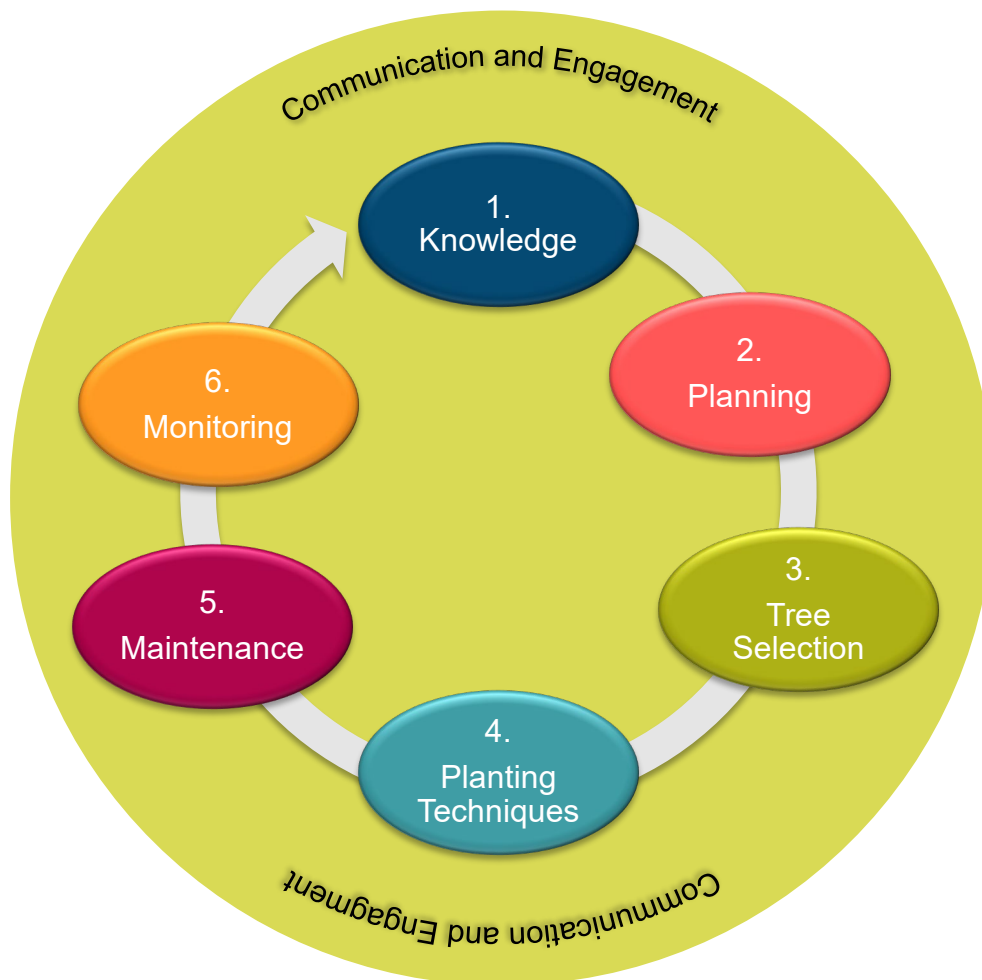 Communication and Engagement
1.
Knowledge
2.
Planning
3.
Tree
Selection
4.
Planting
Techniques
5.
Maintenance
6.
Monitoring
Communication and Engagment